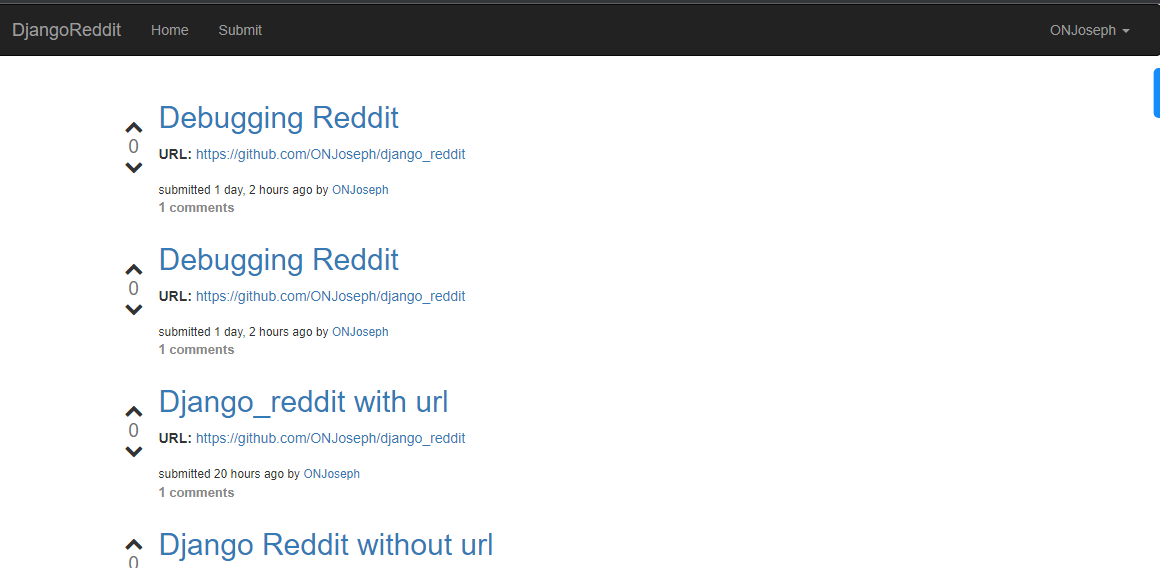 DjangoReddit Home Submit ONJoseph
Debugging Reddit
0
URL: https://github.com/ONJoseph/django_reddit
submitted 1 day, 2 hours ago by ONJoseph
1 comments
Debugging Reddit
0
URL: https://github.com/ONJoseph/django_reddit
submitted 1 day, 2 hours ago by ONJoseph
1 comments
Django_reddit with url
0
URL: https://github.com/ONJoseph/django_reddit
submitted 20 hours ago by ONJoseph
1 comments
Django Reddit without url
0